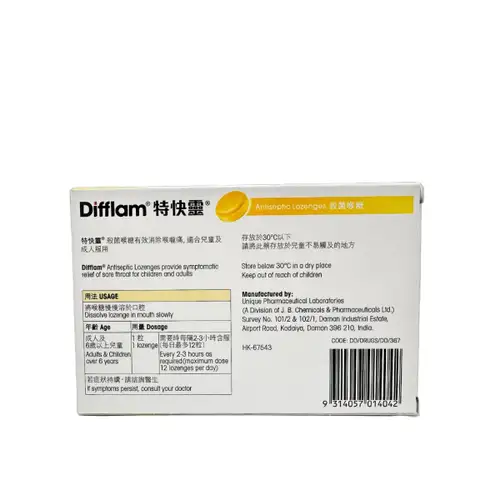 Difflam® 特快靈®
Antiseptic Lozenges 殺菌喉糖
特快靈® 殺菌喉糖有效消除喉嚨痛, 適合兒童及
成人服用
Difflam® Antiseptic Lozenges provide symptomatic
relief of sore throat for children and adults
用法 USAGE
將喉糖慢慢溶於口腔
Dissolve lozenge in mouth slowly
年齡 Age 用量 Dosage
成人及 1 粒 需要時每隔2-3小時含服
6歲以上兒童 1 lozenge (每日最多12粒)
Adults & Children Every 2-3 hours as
over 6 years required(maximum dose
12 lozenges per day)
若症狀持續, 請諮詢醫生
If symptoms persist, consult your doctor
存放於30°C以下
請將此藥存放於兒童不易觸及的地方
Store below 30°C in a dry place
Keep out of reach of children
Manufactured by:
Unique Pharmaceutical Laboratories
(A Division of J. B. Chemicals & Pharmaceuticals Ltd.)
Survey No. 101/2 & 102/1, Daman Industrial Estate,
Airport Road, Kadaiya, Daman 396 210, India.
HK-67643
CODE: DD/DRUGS/DD/367
9 314057 014042